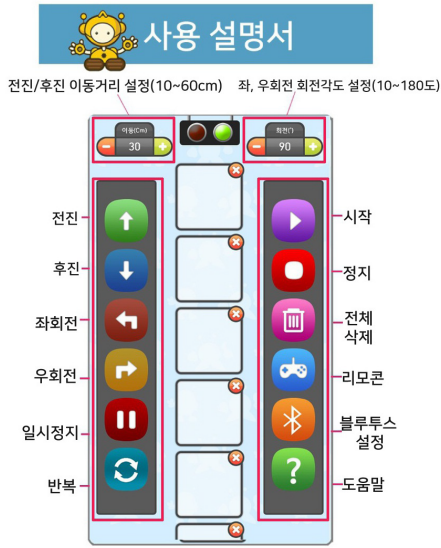 사용 설명서
전진/후진 이동거리 설정(10~60cm) 좌, 우회전 회전각도 설정(10~180도)
이동(Cm)
30
회전(°)
90
전진
후진
좌회전
우회전
일시정지
반복
시작
정지
전체
삭제
리모콘
블루투스
설정
도움말